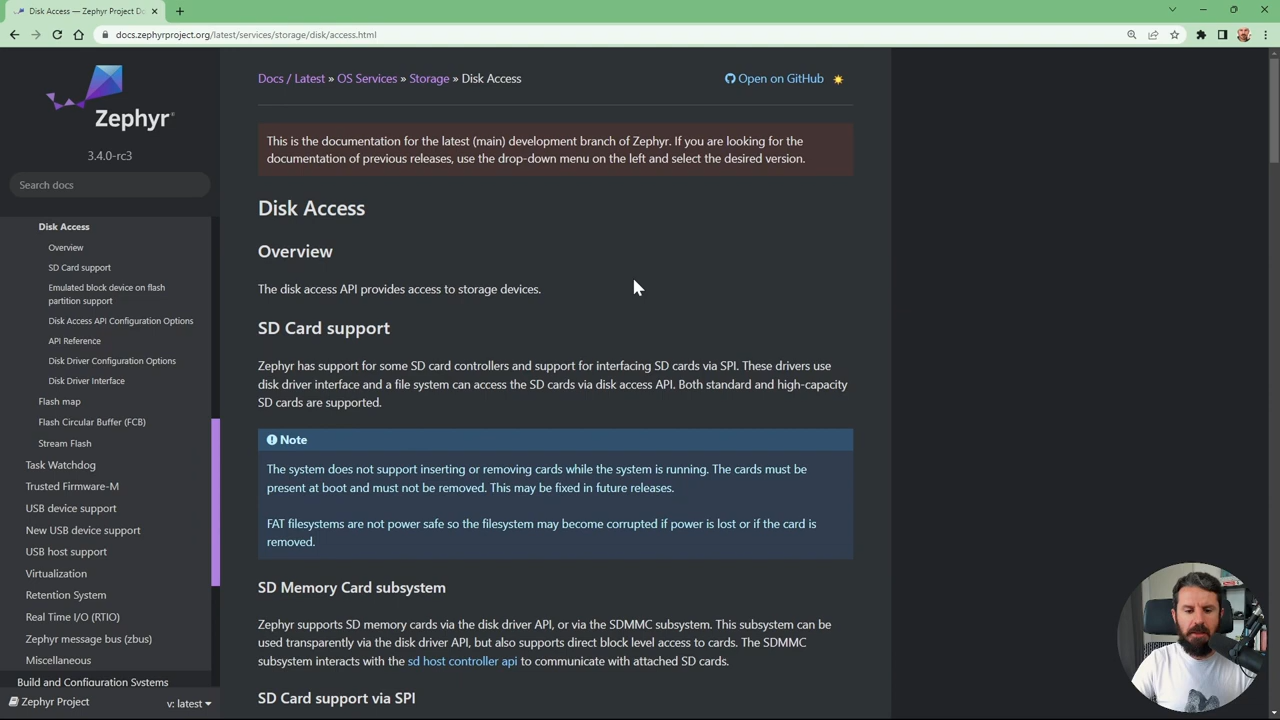 Disk Access — Zephyr Project Do
docs.zephyrproject.org/latest/services/storage/disk/access.html
Zephyr
3.4.0-rc3
Search docs
Disk Access
Overview
SD Card support
Emulated block device on flash
partition support
Disk Access API Configuration Options
API Reference
Disk Driver Configuration Options
Disk Driver Interface
Flash map
Flash Circular Buffer (FCB)
Stream Flash
Task Watchdog
Trusted Firmware-M
USB device support
New USB device support
USB host support
Virtualization
Retention System
Real Time I/O (RTIO)
Zephyr message bus (zbus)
Miscellaneous
Build and Configuration Systems
Zephyr Project
v: latest
Docs / Latest » OS Services » Storage » Disk Access
Open on GitHub
This is the documentation for the latest (main) development branch of Zephyr. If you are looking for the
documentation of previous releases, use the drop-down menu on the left and select the desired version.
Disk Access
Overview
The disk access API provides access to storage devices.
SD Card support
Zephyr has support for some SD card controllers and support for interfacing SD cards via SPI. These drivers use
disk driver interface and a file system can access the SD cards via disk access API. Both standard and high-capacity
SD cards are supported.
Note
The system does not support inserting or removing cards while the system is running. The cards must be
present at boot and must not be removed. This may be fixed in future releases.
FAT filesystems are not power safe so the filesystem may become corrupted if power is lost or if the card is
removed.
SD Memory Card subsystem
Zephyr supports SD memory cards via the disk driver API, or via the SDMMC subsystem. This subsystem can be
used transparently via the disk driver API, but also supports direct block level access to cards. The SDMMC
subsystem interacts with the sd host controller api to communicate with attached SD cards.
SD Card support via SPI